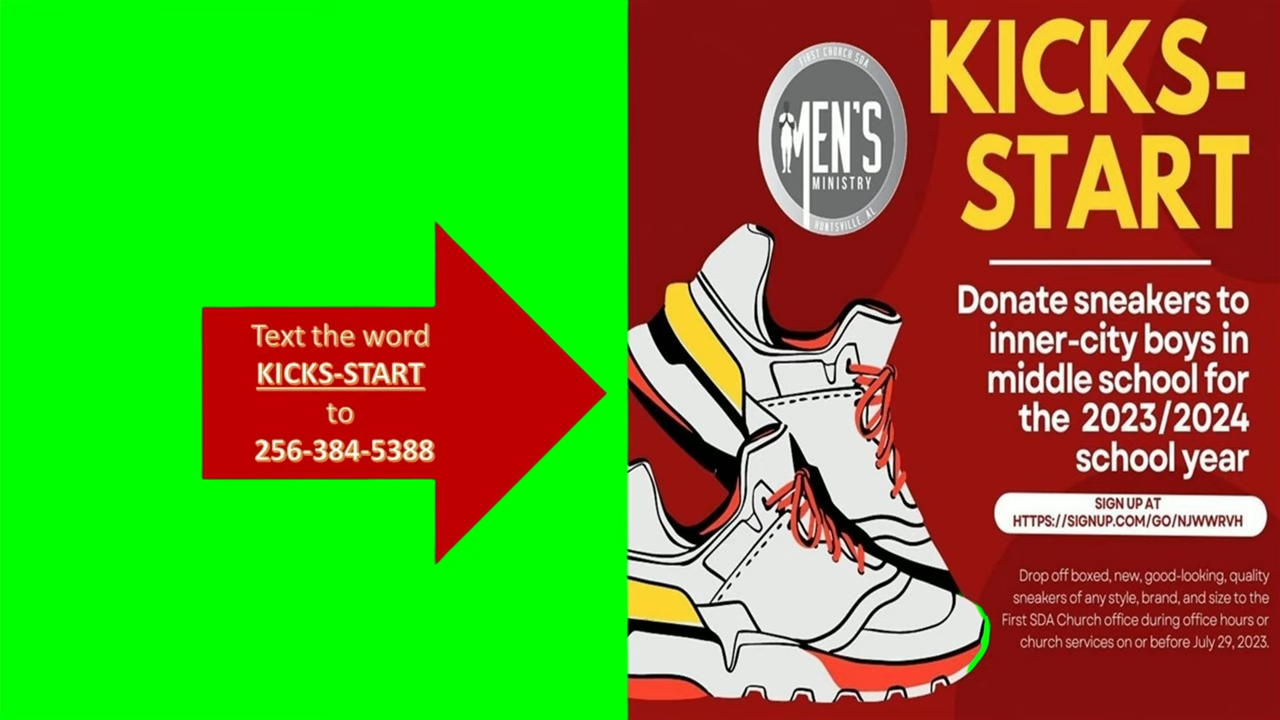 Text the word
KICKS-START
to
256-384-5388
FIRST CHURCH SDA
MEN'S
MINISTRY
HUNTSVILLE, AL
KICKS-
START
Donate sneakers to
inner-city boys in
middle school for
the 2023/2024
school year
SIGN UP AT
HTTPS://SIGNUP.COM/GO/NJWWRVH
Drop off boxed, new, good-looking, quality
sneakers of any style, brand, and size to the
First SDA Church office during office hours or
church services on or before July 29, 2023.